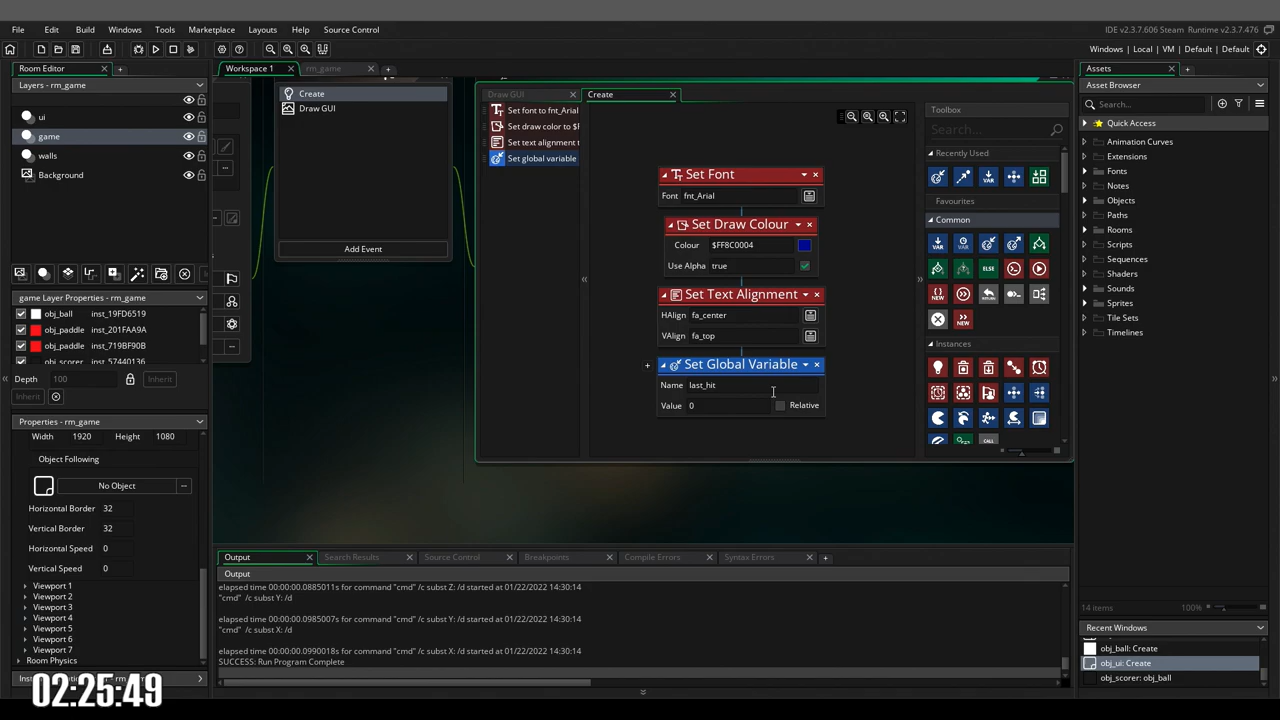 File Edit Build Windows Tools Marketplace Layouts Help Source Control
IDE v2.3.7.606 Steam Runtime v2.3.7.476
Windows | Local | VM | Default | Default
Room Editor
Layers - rm_game
ui
game
walls
Background
game Layer Properties - rm_game
obj_ball inst_19FD6519
obj_paddle inst_201FAA9A
obj_paddle inst_719BF90B
obj_scorer inst_57440136
Depth 100 Inherit
Inherit
Properties - rm_game
Width 1920 Height 1080
Object Following
No Object
Horizontal Border 32
Vertical Border 32
Horizontal Speed 0
Vertical Speed 0
Viewport 1
Viewport 2
Viewport 3
Viewport 4
Viewport 5
Viewport 6
Viewport 7
Room Physics
02:25:49
Workspace 1 rm_game
Create
Draw GUI
Add Event
Draw GUI Create
Set font to fnt_Arial
Set draw color to $F
Set text alignment t
Set global variable
Set Font
Font fnt_Arial
Set Draw Colour
Colour $FF8C0004
Use Alpha true
Set Text Alignment
HAlign fa_center
VAlign fa_top
Set Global Variable
Name last_hit
Value 0 Relative
Toolbox
Search...
Recently Used
VAR
Favourites
Common
VAR
ELSE
NEW
NEW
Instances
CALL
Output Search Results Source Control Breakpoints Compile Errors Syntax Errors
Output
elapsed time 00:00:00.0885011s for command "cmd" /c subst Z: /d started at 01/22/2022 14:30:14
"cmd" /c subst Y: /d
elapsed time 00:00:00.0985007s for command "cmd" /c subst Y: /d started at 01/22/2022 14:30:14
"cmd" /c subst X: /d
elapsed time 00:00:00.0990018s for command "cmd" /c subst X: /d started at 01/22/2022 14:30:14
SUCCESS: Run Program Complete
Assets
Asset Browser
Search...
Quick Access
Animation Curves
Extensions
Fonts
Notes
Objects
Paths
Rooms
Scripts
Sequences
Shaders
Sounds
Sprites
Tile Sets
Timelines
14 items 100%
Recent Windows
obj_ball: Create
obj_ui: Create
obj_scorer: obj_ball